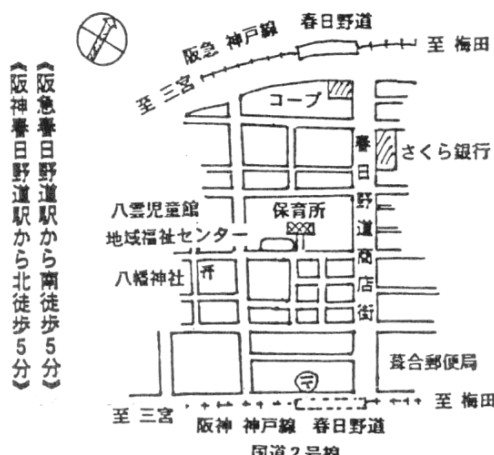 《阪急春日野道駅から南徒歩5分》
《阪神春日野道駅から北徒歩5分》
阪急 神戸線 春日野道
至 梅田
至 三宮
コープ
春日野道商店街
さくら銀行
八雲児童館
保育所
地域福祉センター
八幡神社
葺合郵便局
〒
至 三宮
阪神 神戸線 春日野道
至 梅田
国道2号線